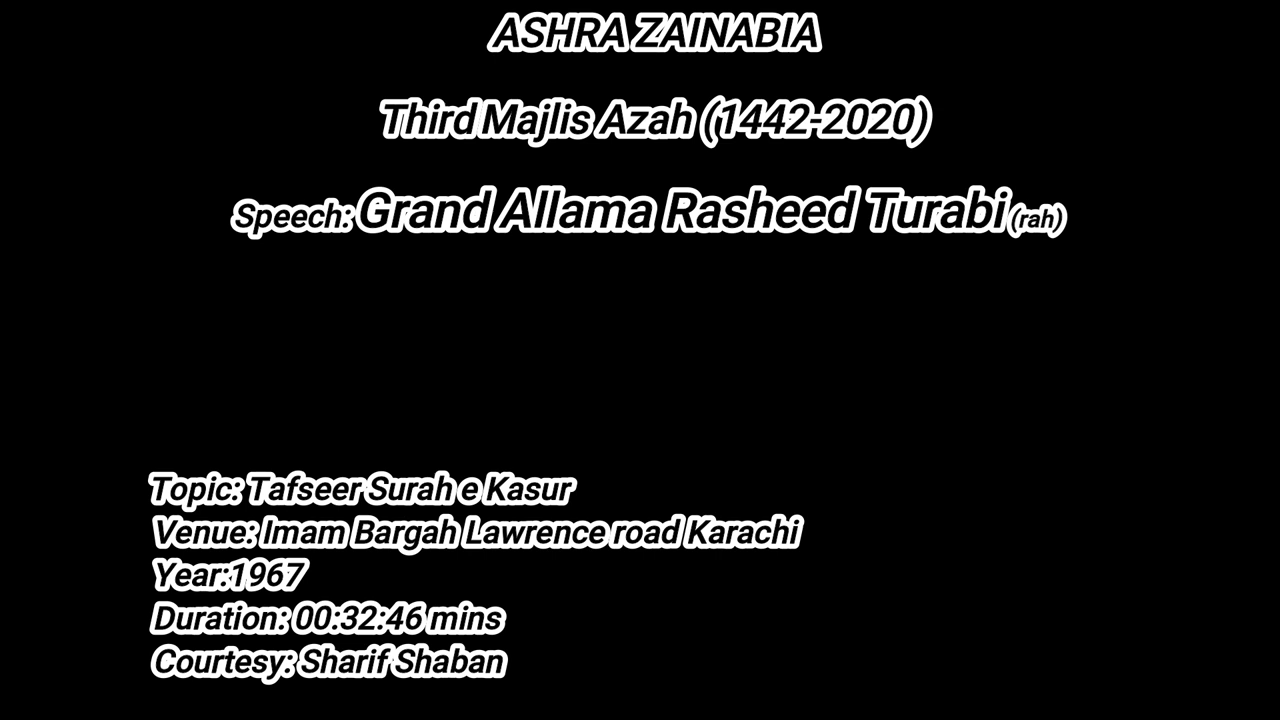 ASHRA ZAINABIA
Third Majlis Azah (1442-2020)
Speech: Grand Allama Rasheed Turabi (rah)
Topic: Tafseer Surah e Kasur
Venue: Imam Bargah Lawrence road Karachi
Year:1967
Duration: 00:32:46 mins
Courtesy: Sharif Shaban